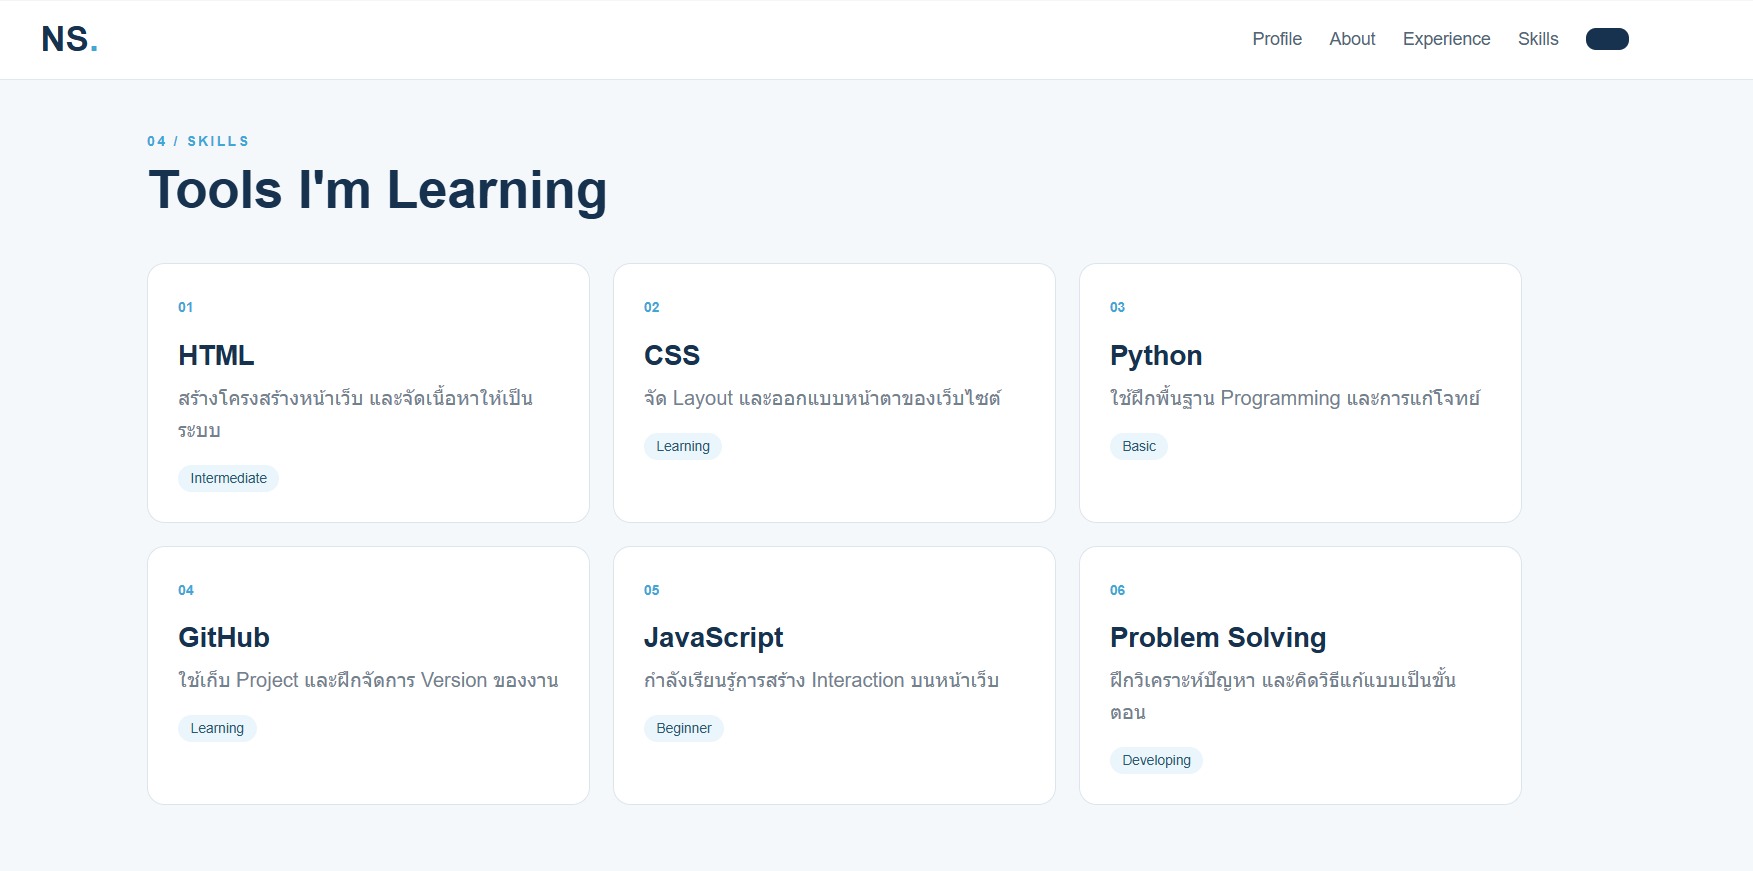 NS.
Profile About Experience Skills
04 / SKILLS
Tools I'm Learning
01
HTML
สร้างโครงสร้างหน้าเว็บ และจัดเนื้อหาให้เป็น
ระบบ
Intermediate
02
CSS
จัด Layout และออกแบบหน้าตาของเว็บไซต์
Learning
03
Python
ใช้ฝึกพื้นฐาน Programming และการแก้โจทย์
Basic
04
GitHub
ใช้เก็บ Project และฝึกจัดการ Version ของงาน
Learning
05
JavaScript
กำลังเรียนรู้การสร้าง Interaction บนหน้าเว็บ
Beginner
06
Problem Solving
ฝึกวิเคราะห์ปัญหา และคิดวิธีแก้แบบเป็นขั้น
ตอน
Developing